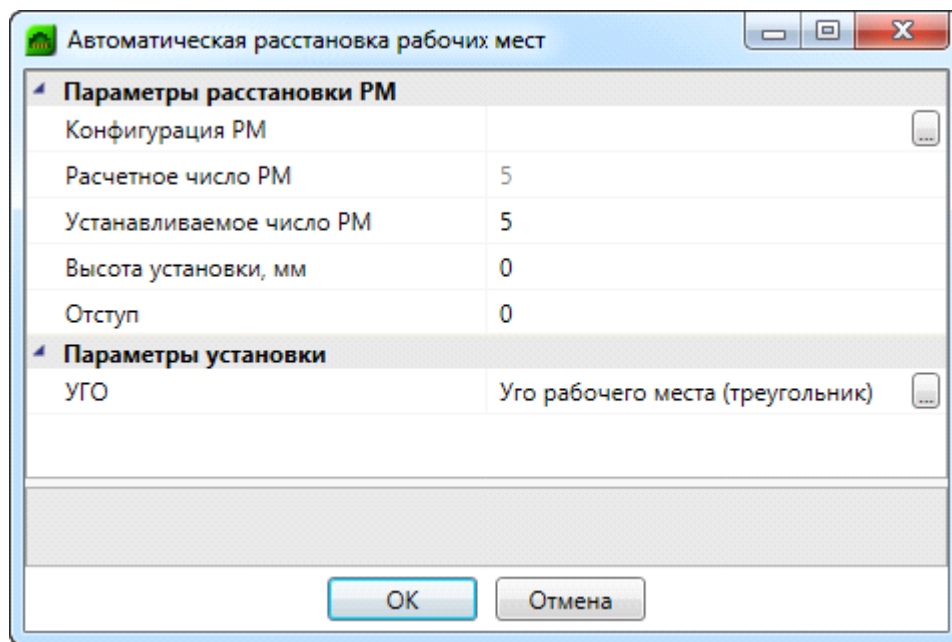 Автоматическая расстановка рабочих мест
Параметры расстановки РМ
Конфигурация РМ ...
Расчетное число РМ 5
Устанавливаемое число РМ 5
Высота установки, мм 0
Отступ 0
Параметры установки
УГО Уго рабочего места (треугольник) ...
ОК Отмена